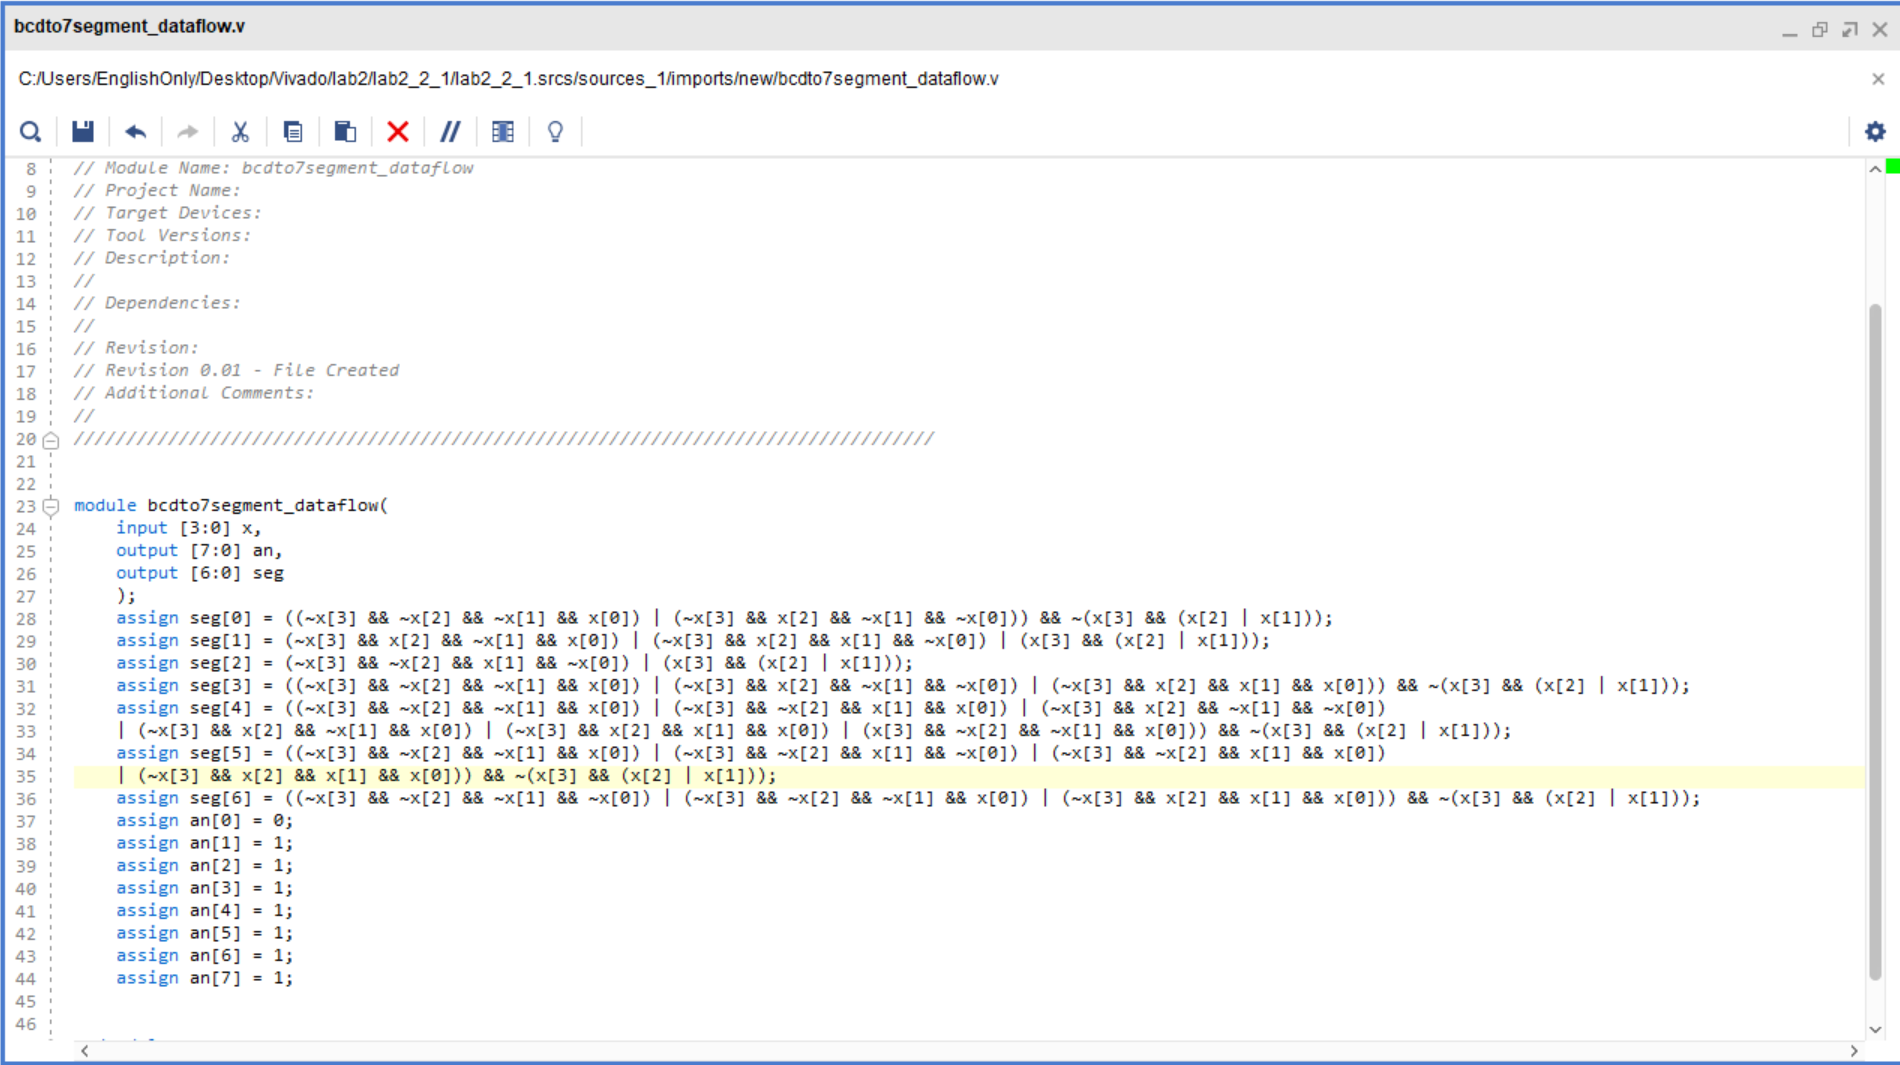 bcdto7segment_dataflow.v
C:/Users/EnglishOnly/Desktop/Vivado/lab2/lab2_2_1/lab2_2_1.srcs/sources_1/imports/new/bcdto7segment_dataflow.v
8 // Module Name: bcdto7segment_dataflow
9 // Project Name:
10 // Target Devices:
11 // Tool Versions:
12 // Description:
13 //
14 // Dependencies:
15 //
16 // Revision:
17 // Revision 0.01 - File Created
18 // Additional Comments:
19 //
20 //////////////////////////////////////////////////////////////////////////////////
21
22
23 module bcdto7segment_dataflow(
24 input [3:0] x,
25 output [7:0] an,
26 output [6:0] seg
27 );
28 assign seg[0] = ((~x[3] && ~x[2] && ~x[1] && x[0]) | (~x[3] && x[2] && ~x[1] && ~x[0])) && ~(x[3] && (x[2] | x[1]));
29 assign seg[1] = (~x[3] && x[2] && ~x[1] && x[0]) | (~x[3] && x[2] && x[1] && ~x[0]) | (x[3] && (x[2] | x[1]));
30 assign seg[2] = (~x[3] && ~x[2] && x[1] && ~x[0]) | (x[3] && (x[2] | x[1]));
31 assign seg[3] = ((~x[3] && ~x[2] && ~x[1] && x[0]) | (~x[3] && x[2] && ~x[1] && ~x[0]) | (~x[3] && x[2] && x[1] && x[0])) && ~(x[3] && (x[2] | x[1]));
32 assign seg[4] = ((~x[3] && ~x[2] && ~x[1] && x[0]) | (~x[3] && ~x[2] && x[1] && x[0]) | (~x[3] && x[2] && ~x[1] && ~x[0])
33 | (~x[3] && x[2] && ~x[1] && x[0]) | (~x[3] && x[2] && x[1] && x[0]) | (x[3] && ~x[2] && ~x[1] && x[0])) && ~(x[3] && (x[2] | x[1]));
34 assign seg[5] = ((~x[3] && ~x[2] && ~x[1] && x[0]) | (~x[3] && ~x[2] && x[1] && ~x[0]) | (~x[3] && ~x[2] && x[1] && x[0])
35 | (~x[3] && x[2] && x[1] && x[0])) && ~(x[3] && (x[2] | x[1]));
36 assign seg[6] = ((~x[3] && ~x[2] && ~x[1] && ~x[0]) | (~x[3] && ~x[2] && ~x[1] && x[0]) | (~x[3] && x[2] && x[1] && x[0])) && ~(x[3] && (x[2] | x[1]));
37 assign an[0] = 0;
38 assign an[1] = 1;
39 assign an[2] = 1;
40 assign an[3] = 1;
41 assign an[4] = 1;
42 assign an[5] = 1;
43 assign an[6] = 1;
44 assign an[7] = 1;
45
46